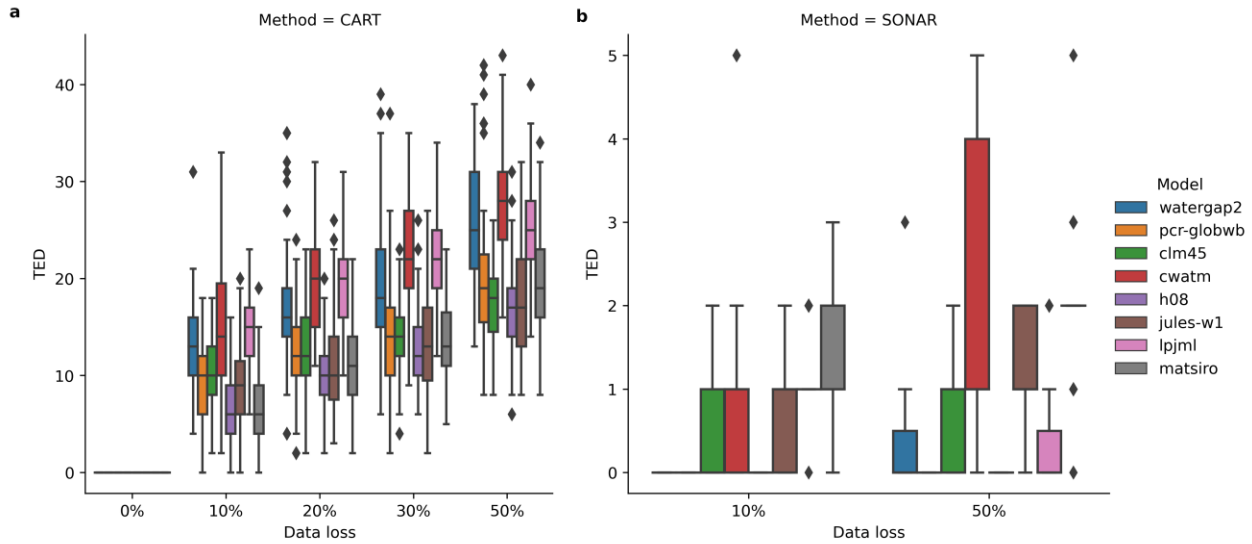 a
Method = CART
TED
40
30
20
10
0
0%
10%
20%
30%
50%
Data loss
b
Method = SONAR
TED
5
4
3
2
1
0
10%
50%
Data loss
Model
watergap2
pcr-globwb
clm45
cwatm
h08
jules-w1
lpjml
matsiro